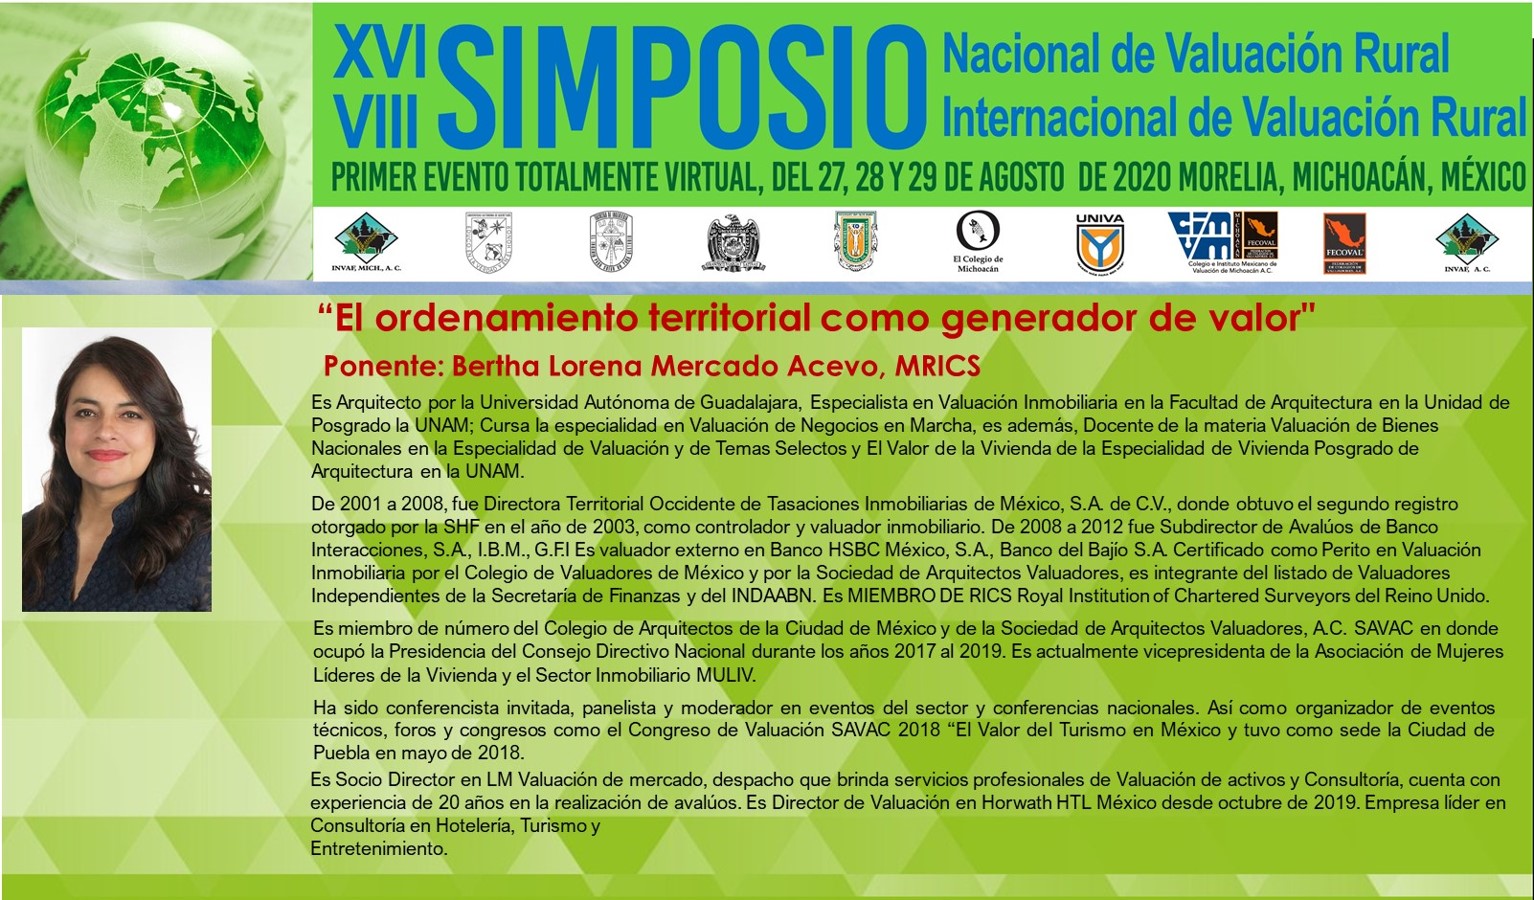 XVI
VIII
SIMPOSIO
Nacional de Valuación Rural
Internacional de Valuación Rural
PRIMER EVENTO TOTALMENTE VIRTUAL, DEL 27, 28 Y 29 DE AGOSTO DE 2020 MORELIA, MICHOACÁN, MÉXICO
INVAF, MICH., A. C.
El Colegio de
Michoacán
UNIVA
MICHOACÁN
FECOVAL
Colegio e Instituto Mexicano de
Valuación de Michoacán A.C.
FECOVAL
INVAF, A. C.
“El ordenamiento territorial como generador de valor"
Ponente: Bertha Lorena Mercado Acevo, MRICS
Es Arquitecto por la Universidad Autónoma de Guadalajara, Especialista en Valuación Inmobiliaria en la Facultad de Arquitectura en la Unidad de
Posgrado la UNAM; Cursa la especialidad en Valuación de Negocios en Marcha, es además, Docente de la materia Valuación de Bienes
Nacionales en la Especialidad de Valuación y de Temas Selectos y El Valor de la Vivienda de la Especialidad de Vivienda Posgrado de
Arquitectura en la UNAM.
De 2001 a 2008, fue Directora Territorial Occidente de Tasaciones Inmobiliarias de México, S.A. de C.V., donde obtuvo el segundo registro
otorgado por la SHF en el año de 2003, como controlador y valuador inmobiliario. De 2008 a 2012 fue Subdirector de Avalúos de Banco
Interacciones, S.A., I.B.M., G.F.I Es valuador externo en Banco HSBC México, S.A., Banco del Bajío S.A. Certificado como Perito en Valuación
Inmobiliaria por el Colegio de Valuadores de México y por la Sociedad de Arquitectos Valuadores, es integrante del listado de Valuadores
Independientes de la Secretaría de Finanzas y del INDAABN. Es MIEMBRO DE RICS Royal Institution of Chartered Surveyors del Reino Unido.
Es miembro de número del Colegio de Arquitectos de la Ciudad de México y de la Sociedad de Arquitectos Valuadores, A.C. SAVAC en donde
ocupó la Presidencia del Consejo Directivo Nacional durante los años 2017 al 2019. Es actualmente vicepresidenta de la Asociación de Mujeres
Líderes de la Vivienda y el Sector Inmobiliario MULIV.
Ha sido conferencista invitada, panelista y moderador en eventos del sector y conferencias nacionales. Así como organizador de eventos
técnicos, foros y congresos como el Congreso de Valuación SAVAC 2018 “El Valor del Turismo en México y tuvo como sede la Ciudad de
Puebla en mayo de 2018.
Es Socio Director en LM Valuación de mercado, despacho que brinda servicios profesionales de Valuación de activos y Consultoría, cuenta con
experiencia de 20 años en la realización de avalúos. Es Director de Valuación en Horwath HTL México desde octubre de 2019. Empresa líder en
Consultoría en Hotelería, Turismo y
Entretenimiento.